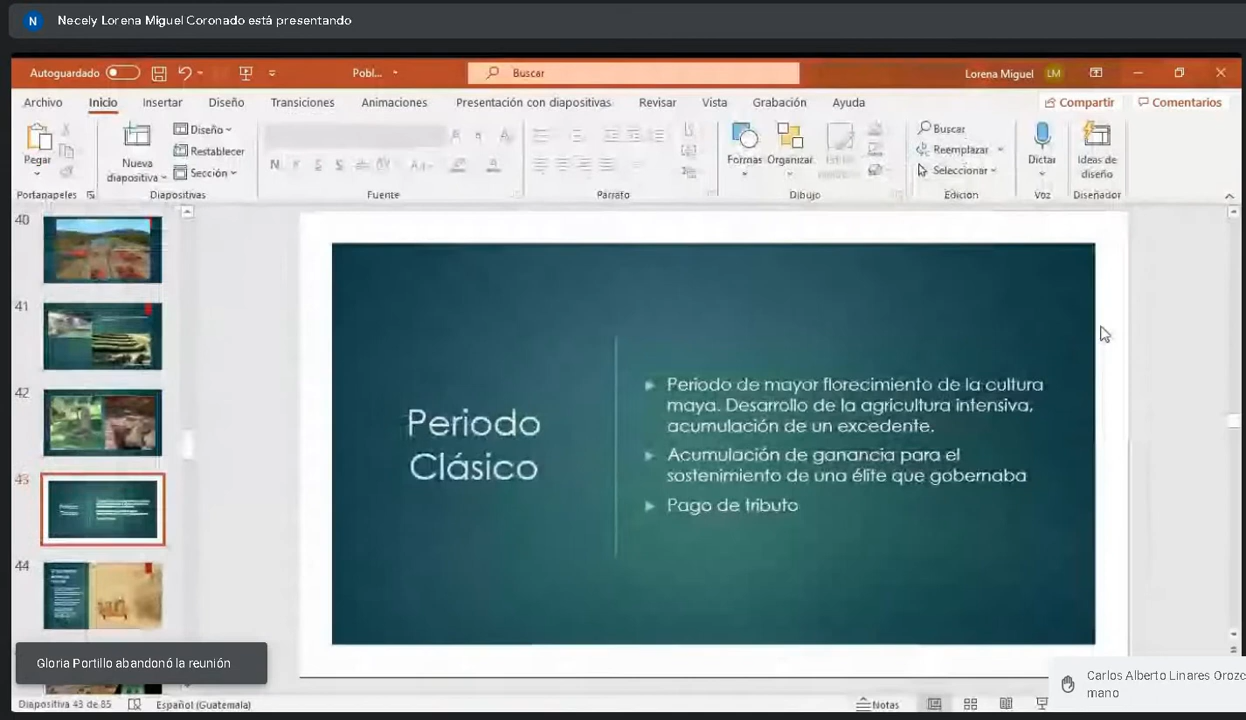 N Necely Lorena Miguel Coronado está presentando
Autoguardado Pobl... Buscar Lorena Miguel LM
Archivo Inicio Insertar Diseño Transiciones Animaciones Presentación con diapositivas Revisar Vista Grabación Ayuda Compartir Comentarios
Pegar
Nueva diapositiva
Diseño
Restablecer
Sección
Formas Organizar
Buscar
Reemplazar
Seleccionar
Dictar
Ideas de diseño
Portapapeles Diapositivas Fuente Párrafo Dibujo Edición Voz Diseñador
40
41
42
43
44
Periodo
Clásico
Periodo de mayor florecimiento de la cultura
maya. Desarrollo de la agricultura intensiva,
acumulación de un excedente.
Acumulación de ganancia para el
sostenimiento de una élite que gobernaba
Pago de tributo
Gloria Portillo abandonó la reunión
Carlos Alberto Linares Orozc
mano
Diapositiva 43 de 85 Español (Guatemala) Notas